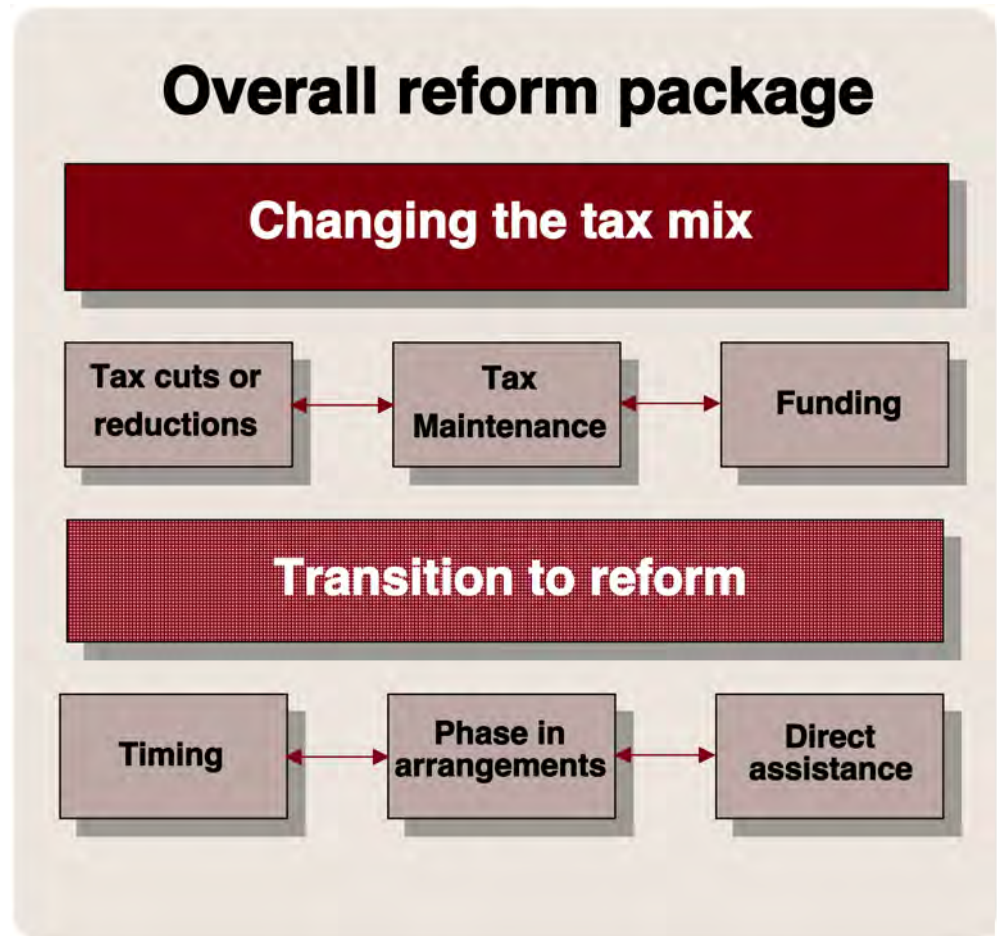 Overall reform package
Changing the tax mix
Tax cuts or
reductions
Tax
Maintenance
Funding
Transition to reform
Timing
Phase in
arrangements
Direct
assistance